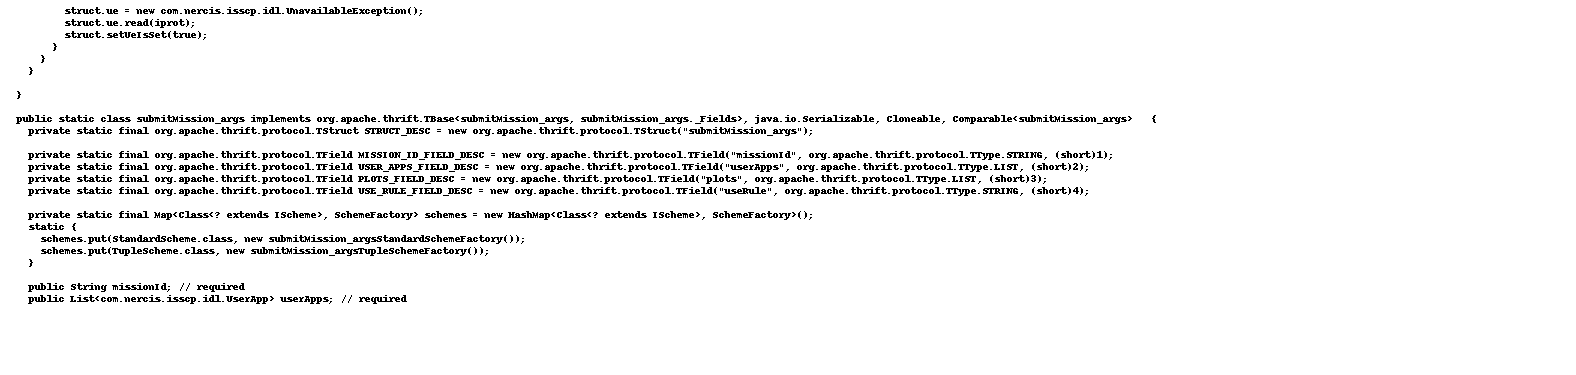 struct.ue = new com.nercis.isscp.idl.UnavailableException();
struct.ue.read(iprot);
struct.setUeIsSet(true);
}
}
}
}
public static class submitMission_args implements org.apache.thrift.TBase<submitMission_args, submitMission_args._Fields>, java.io.Serializable, Cloneable, Comparable<submitMission_args>   {
private static final org.apache.thrift.protocol.TStruct STRUCT_DESC = new org.apache.thrift.protocol.TStruct("submitMission_args");
private static final org.apache.thrift.protocol.TField MISSION_ID_FIELD_DESC = new org.apache.thrift.protocol.TField("missionId", org.apache.thrift.protocol.TType.STRING, (short)1);
private static final org.apache.thrift.protocol.TField USER_APPS_FIELD_DESC = new org.apache.thrift.protocol.TField("userApps", org.apache.thrift.protocol.TType.LIST, (short)2);
private static final org.apache.thrift.protocol.TField PLOTS_FIELD_DESC = new org.apache.thrift.protocol.TField("plots", org.apache.thrift.protocol.TType.LIST, (short)3);
private static final org.apache.thrift.protocol.TField USE_RULE_FIELD_DESC = new org.apache.thrift.protocol.TField("useRule", org.apache.thrift.protocol.TType.STRING, (short)4);
private static final Map<Class<? extends IScheme>, SchemeFactory> schemes = new HashMap<Class<? extends IScheme>, SchemeFactory>();
static {
schemes.put(StandardScheme.class, new submitMission_argsStandardSchemeFactory());
schemes.put(TupleScheme.class, new submitMission_argsTupleSchemeFactory());
}
public String missionId; // required
public List<com.nercis.isscp.idl.UserApp> userApps; // required